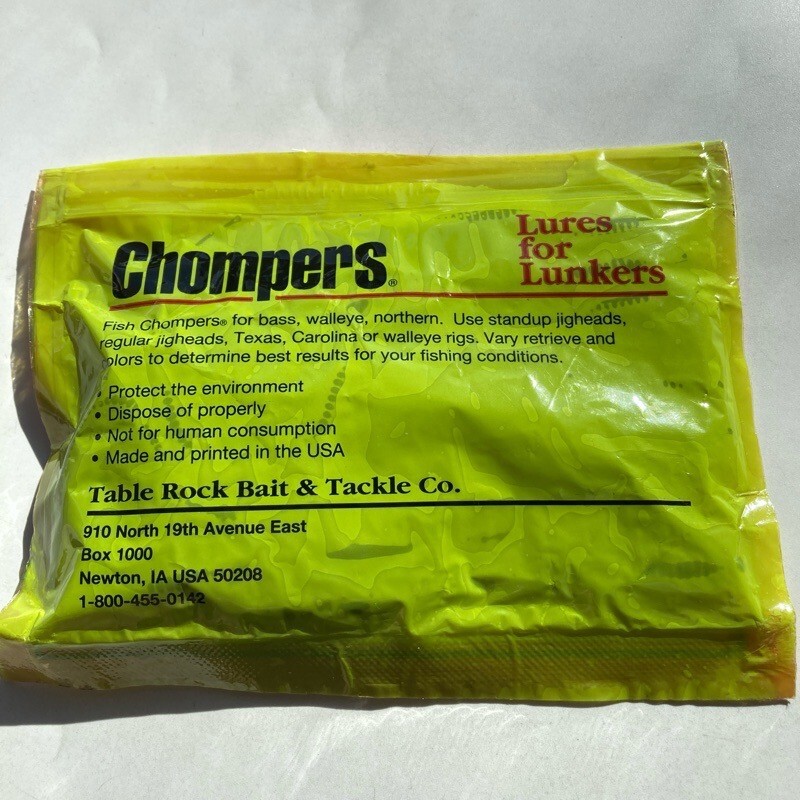 Chompers®
Lures
for
Lunkers
Fish Chompers® for bass, walleye, northern. Use standup jigheads,
regular jigheads, Texas, Carolina or walleye rigs. Vary retrieve and
colors to determine best results for your fishing conditions.
• Protect the environment
• Dispose of properly
• Not for human consumption
• Made and printed in the USA
Table Rock Bait & Tackle Co.
910 North 19th Avenue East
Box 1000
Newton, IA USA 50208
1-800-455-0142